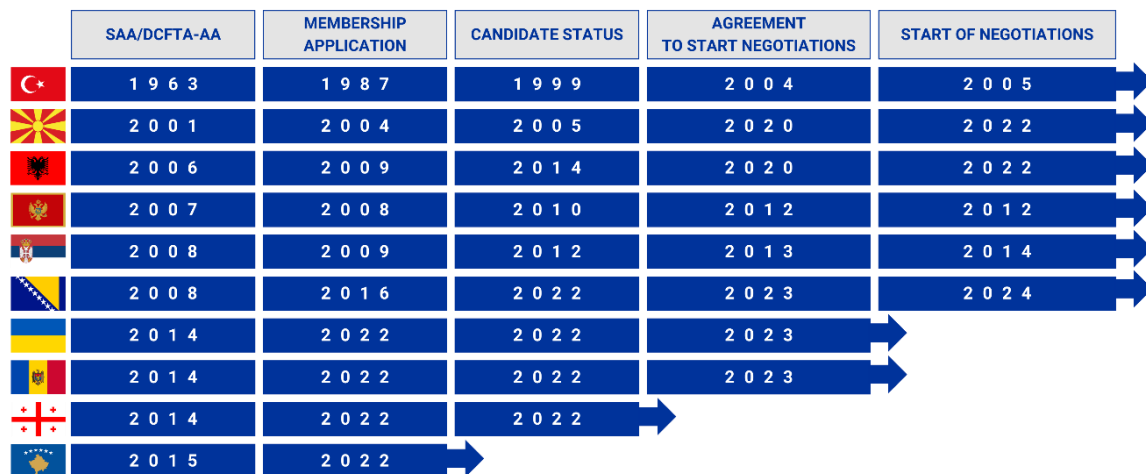 SAA/DCFTA-AA
MEMBERSHIP
APPLICATION
CANDIDATE STATUS
AGREEMENT
TO START NEGOTIATIONS
START OF NEGOTIATIONS
1963 1987 1999 2004 2005
2001 2004 2005 2020 2022
2006 2009 2014 2020 2022
2007 2008 2010 2012 2012
2008 2009 2012 2013 2014
2008 2016 2022 2023 2024
2014 2022 2022 2023
2014 2022 2022 2023
2014 2022 2022
2015 2022